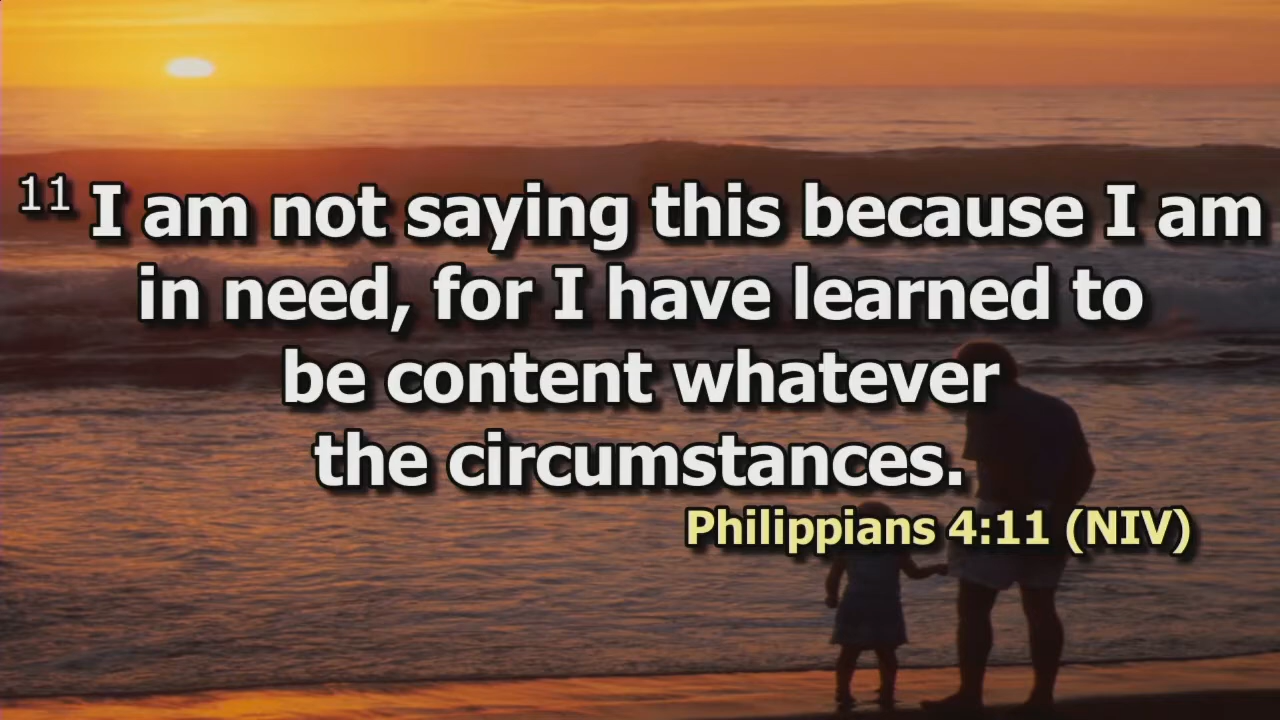 11 I am not saying this because I am
in need, for I have learned to
be content whatever
the circumstances.
Philippians 4:11 (NIV)